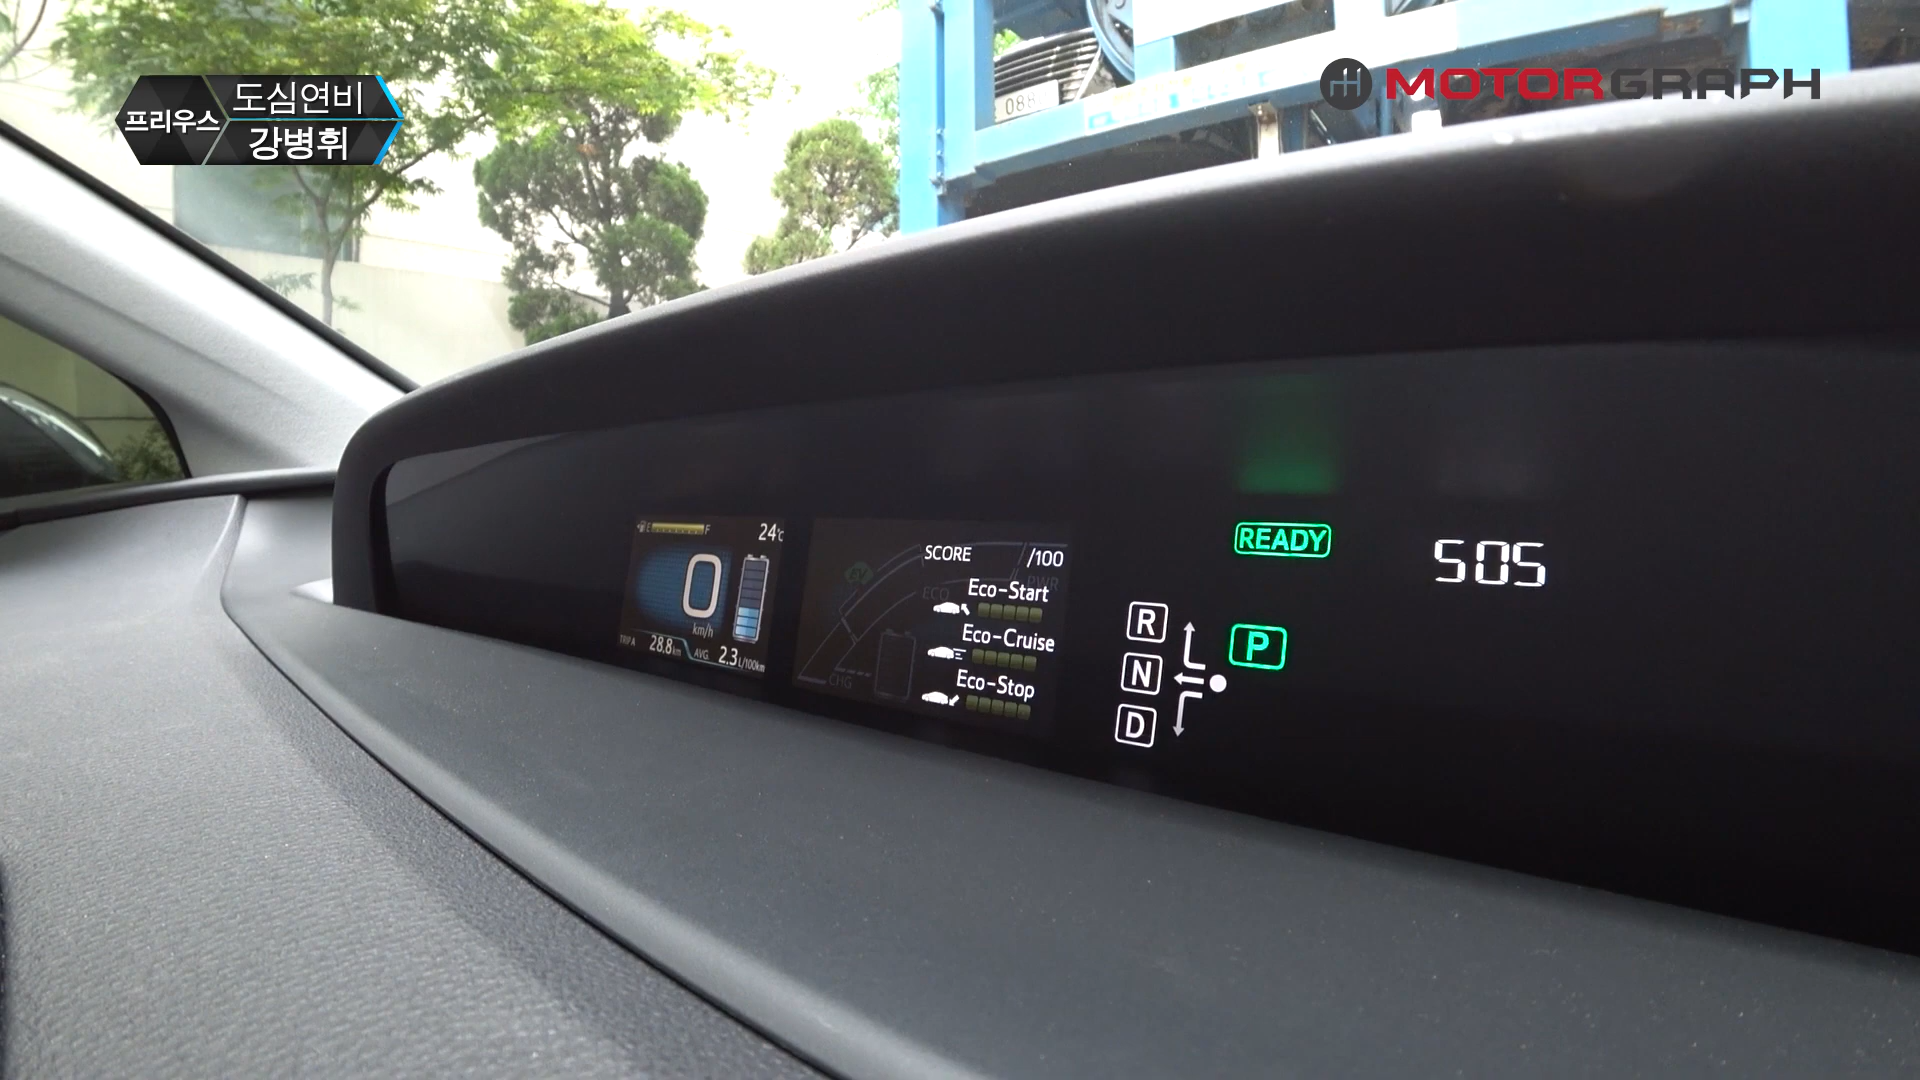 프리우스
도심연비
강병휘
MOTORGRAPH
E F 24℃
0
km/h
TRIP A 28.8km AVG. 2.3L/100km
SCORE /100
EV
ECO
PWR
CHG
Eco-Start
Eco-Cruise
Eco-Stop
READY
505
R
N
D
P